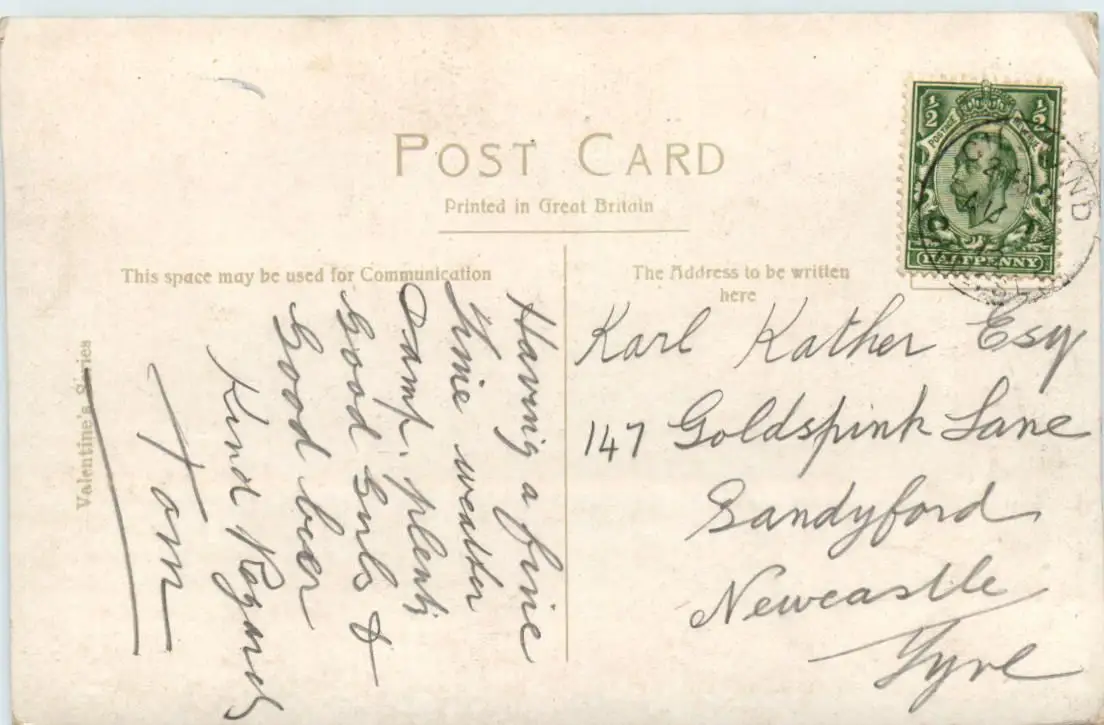 POST CARD
Printed in Great Britain
This space may be used for Communication
The Address to be written
here
½ ½
POSTAGE
HALFPENNY
Having a fine
time weather
Damp. plenty
Good Girls &
Good beer
Kind Regards
Tom
Karl Kather Esq
147 Goldspink Lane
Sandyford
Newcastle
Tyne
Valentine's Series